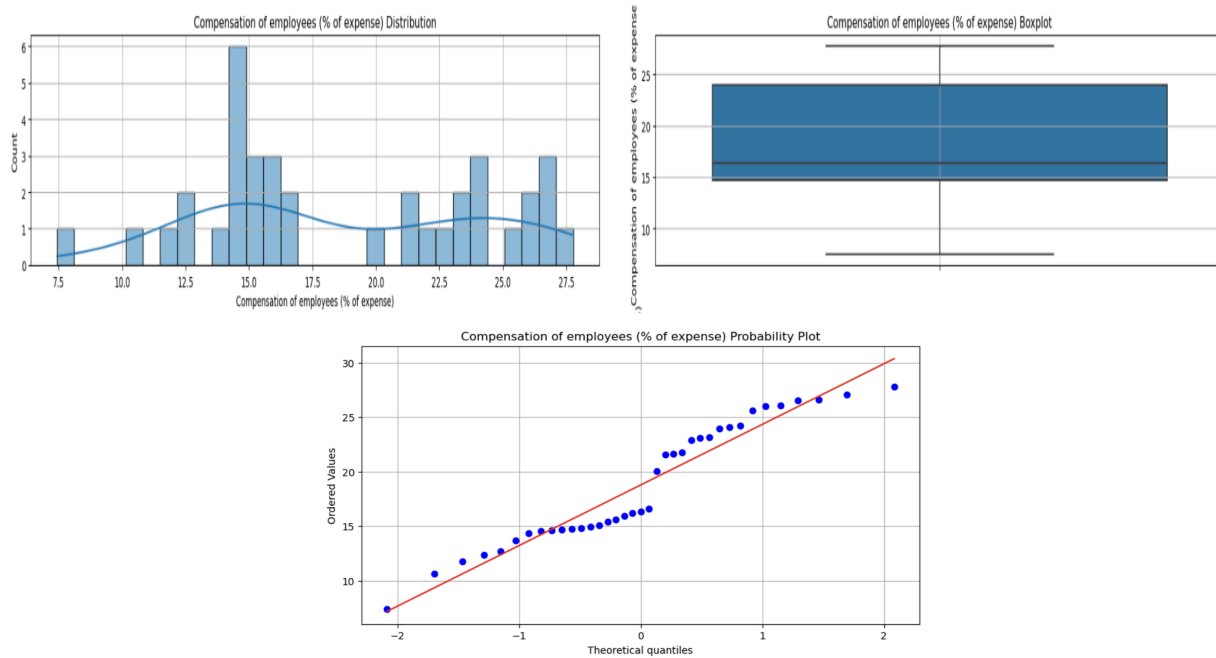 Compensation of employees (% of expense) Distribution
6
5
4
3
2
1
0
Count
7.5 10.0 12.5 15.0 17.5 20.0 22.5 25.0 27.5
Compensation of employees (% of expense)
Compensation of employees (% of expense) Boxplot
Compensation of employees (% of expense
25
20
15
10
Compensation of employees (% of expense) Probability Plot
30
25
20
15
10
Ordered Values
−2 −1 0 1 2
Theoretical quantiles